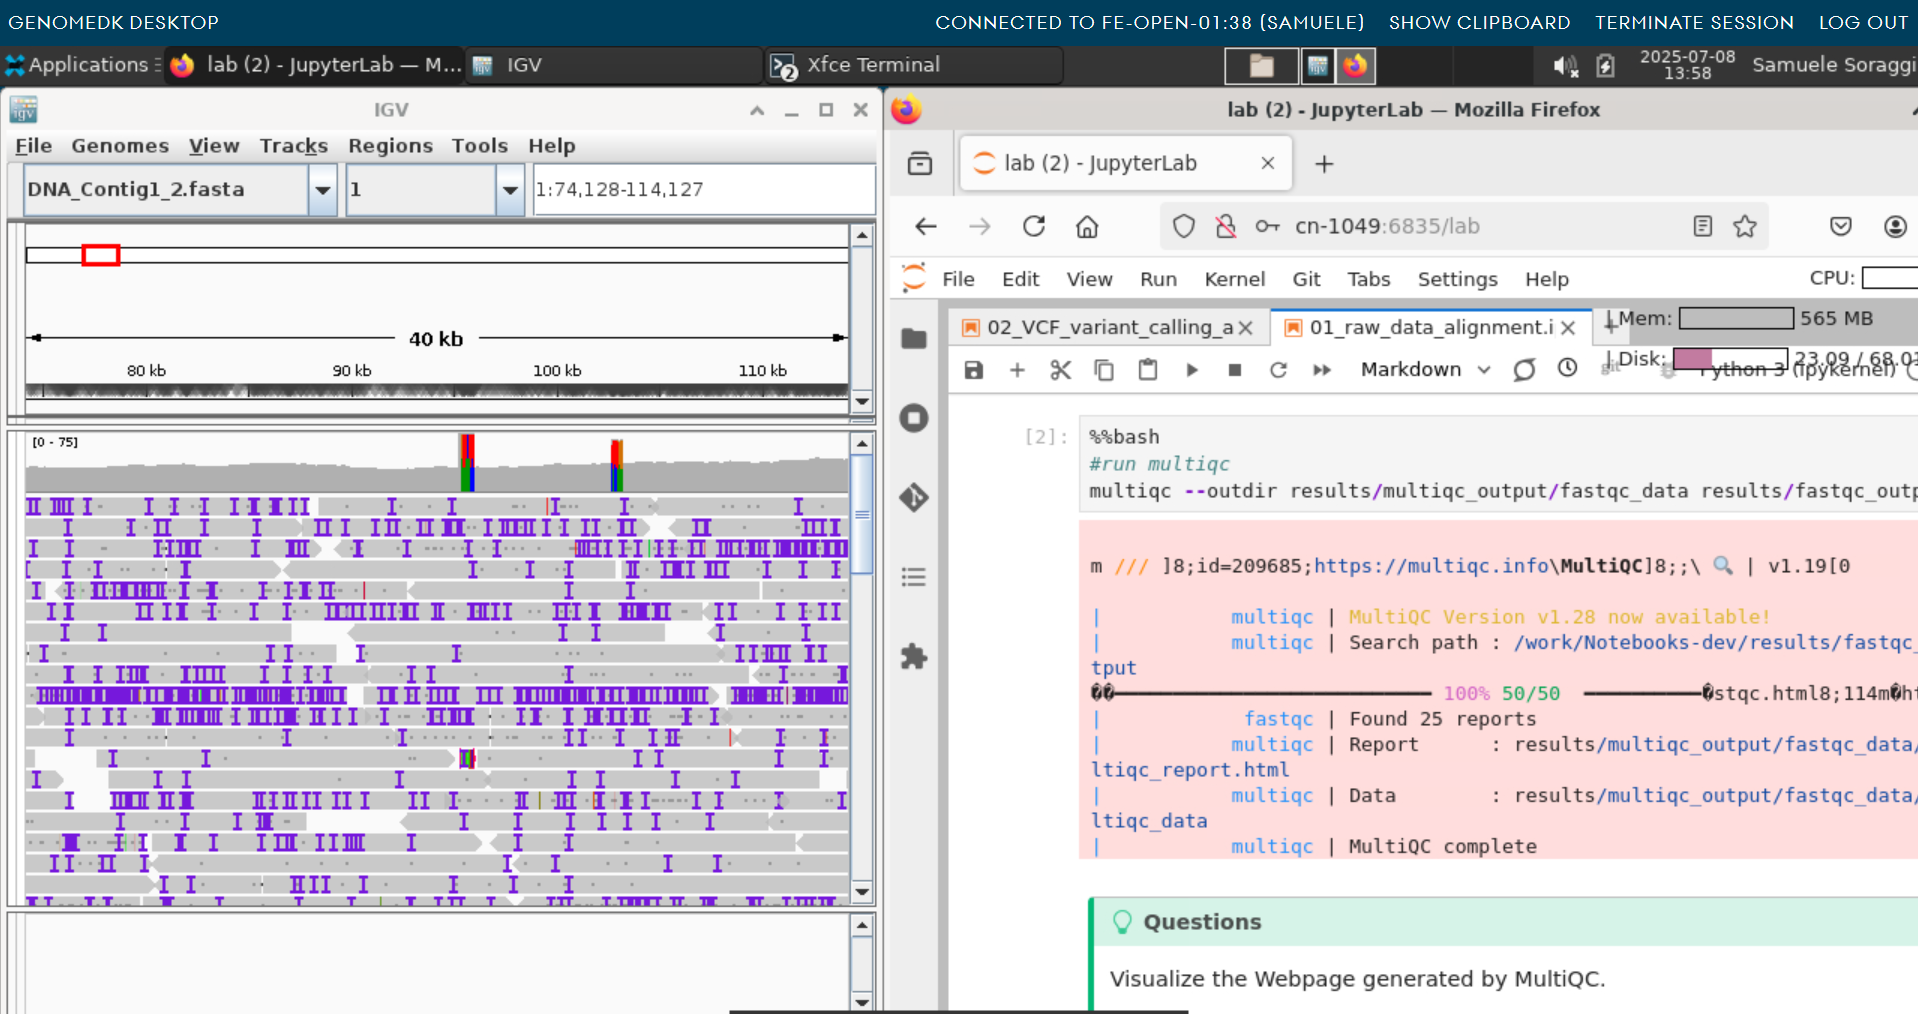 GENOMEDK DESKTOP
CONNECTED TO FE-OPEN-01:38 (SAMUELE) SHOW CLIPBOARD TERMINATE SESSION LOG OUT
Applications
lab (2) - JupyterLab — M...
IGV
Xfce Terminal
2
2025-07-08
13:58
Samuele Soraggi
IGV
File Genomes View Tracks Regions Tools Help
DNA_Contig1_2.fasta
1
1:74,128-114,127
40 kb
80 kb 90 kb 100 kb 110 kb
[0 - 75]
lab (2) - JupyterLab — Mozilla Firefox
lab (2) - JupyterLab
cn-1049:6835/lab
File Edit View Run Kernel Git Tabs Settings Help
CPU:
02_VCF_variant_calling_a
01_raw_data_alignment.i
Mem: 565 MB
Markdown
git
Disk: 23.09 / 68.0
Python 3 (ipykernel)
[2]:
%%bash
#run multiqc
multiqc --outdir results/multiqc_output/fastqc_data results/fastqc_outp
m /// ]8;id=209685;https://multiqc.info\MultiQC]8;;\ 🔍 | v1.19[0
| multiqc | MultiQC Version v1.28 now available!
| multiqc | Search path : /work/Notebooks-dev/results/fastqc_
tput
��━━━━━━━━━━━━━━━━━━━━ 100% 50/50 ━━━━━━━�stqc.html8;114m�ht
| fastqc | Found 25 reports
| multiqc | Report : results/multiqc_output/fastqc_data/
ltiqc_report.html
| multiqc | Data : results/multiqc_output/fastqc_data/
ltiqc_data
| multiqc | MultiQC complete
Questions
Visualize the Webpage generated by MultiQC.